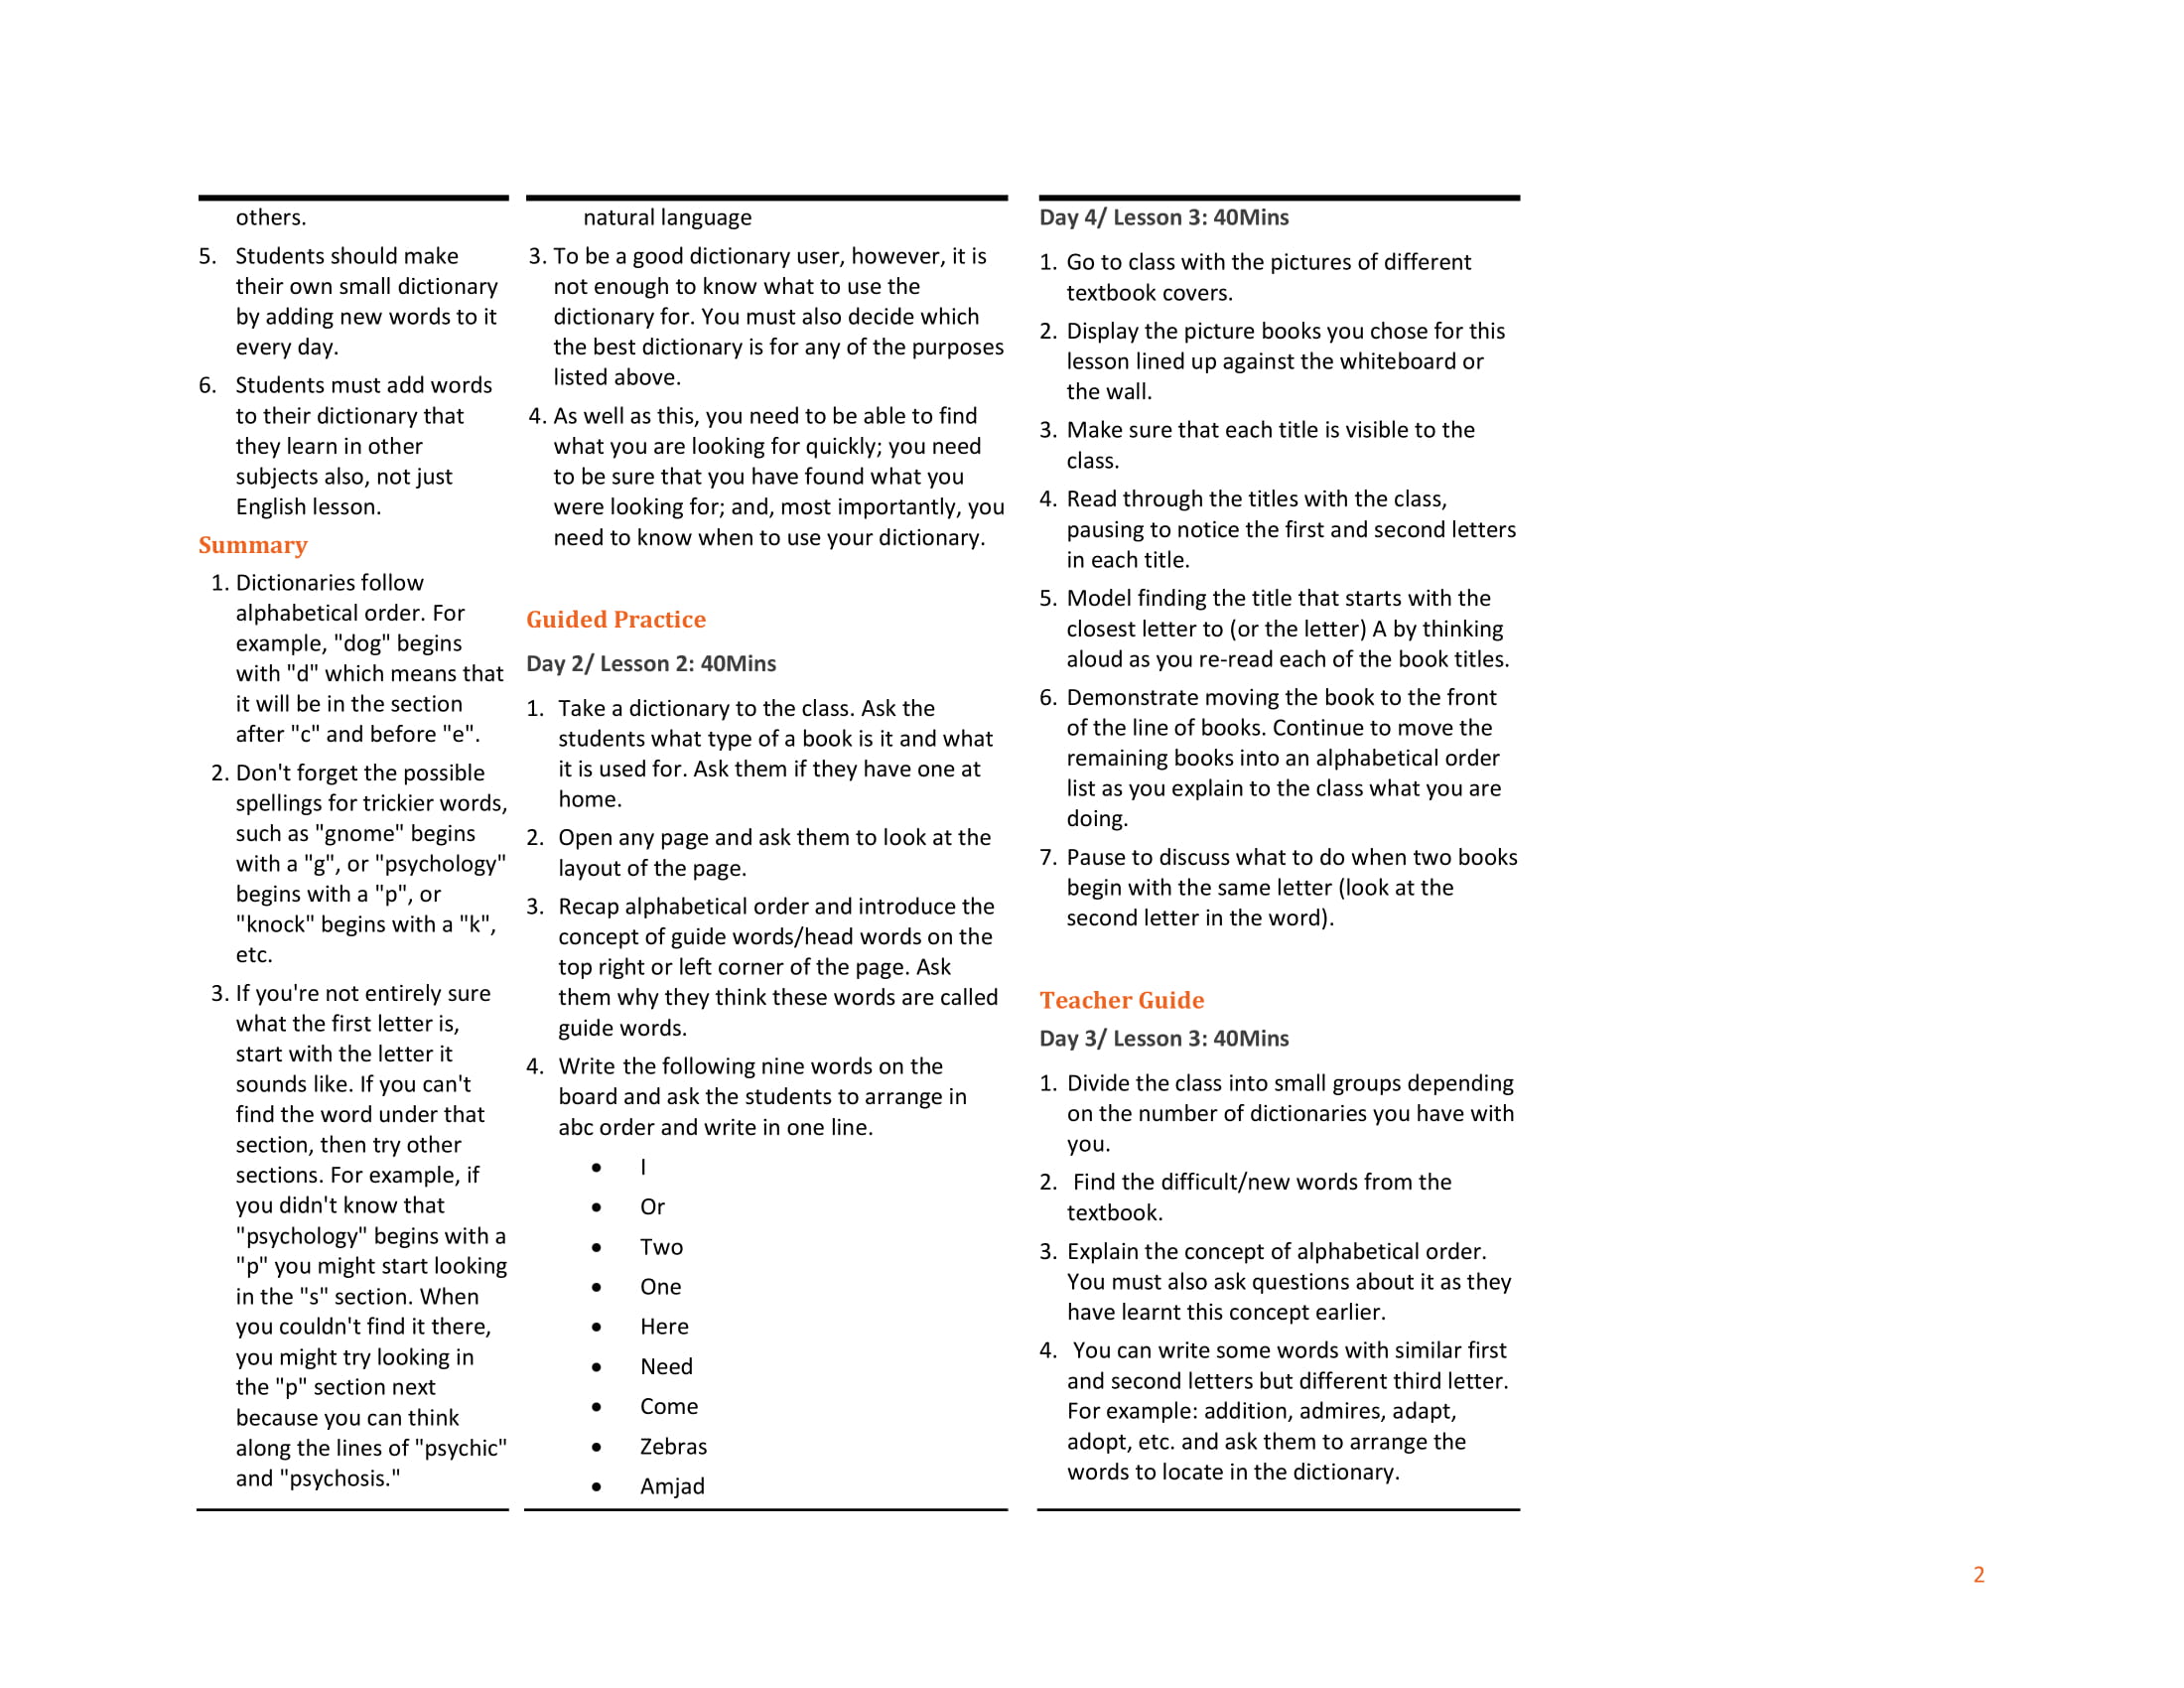 others.
5. Students should make
their own small dictionary
by adding new words to it
every day.
6. Students must add words
to their dictionary that
they learn in other
subjects also, not just
English lesson.
Summary
1. Dictionaries follow
alphabetical order. For
example, "dog" begins
with "d" which means that
it will be in the section
after "c" and before "e".
2. Don't forget the possible
spellings for trickier words,
such as "gnome" begins
with a "g", or "psychology"
begins with a "p", or
"knock" begins with a "k",
etc.
3. If you're not entirely sure
what the first letter is,
start with the letter it
sounds like. If you can't
find the word under that
section, then try other
sections. For example, if
you didn't know that
"psychology" begins with a
"p" you might start looking
in the "s" section. When
you couldn't find it there,
you might try looking in
the "p" section next
because you can think
along the lines of "psychic"
and "psychosis."
natural language
3. To be a good dictionary user, however, it is
not enough to know what to use the
dictionary for. You must also decide which
the best dictionary is for any of the purposes
listed above.
4. As well as this, you need to be able to find
what you are looking for quickly; you need
to be sure that you have found what you
were looking for; and, most importantly, you
need to know when to use your dictionary.
Guided Practice
Day 2/ Lesson 2: 40Mins
1. Take a dictionary to the class. Ask the
students what type of a book is it and what
it is used for. Ask them if they have one at
home.
2. Open any page and ask them to look at the
layout of the page.
3. Recap alphabetical order and introduce the
concept of guide words/head words on the
top right or left corner of the page. Ask
them why they think these words are called
guide words.
4. Write the following nine words on the
board and ask the students to arrange in
abc order and write in one line.
• I
• Or
• Two
• One
• Here
• Need
• Come
• Zebras
• Amjad
Day 4/ Lesson 3: 40Mins
1. Go to class with the pictures of different
textbook covers.
2. Display the picture books you chose for this
lesson lined up against the whiteboard or
the wall.
3. Make sure that each title is visible to the
class.
4. Read through the titles with the class,
pausing to notice the first and second letters
in each title.
5. Model finding the title that starts with the
closest letter to (or the letter) A by thinking
aloud as you re-read each of the book titles.
6. Demonstrate moving the book to the front
of the line of books. Continue to move the
remaining books into an alphabetical order
list as you explain to the class what you are
doing.
7. Pause to discuss what to do when two books
begin with the same letter (look at the
second letter in the word).
Teacher Guide
Day 3/ Lesson 3: 40Mins
1. Divide the class into small groups depending
on the number of dictionaries you have with
you.
2. Find the difficult/new words from the
textbook.
3. Explain the concept of alphabetical order.
You must also ask questions about it as they
have learnt this concept earlier.
4. You can write some words with similar first
and second letters but different third letter.
For example: addition, admires, adapt,
adopt, etc. and ask them to arrange the
words to locate in the dictionary.
2